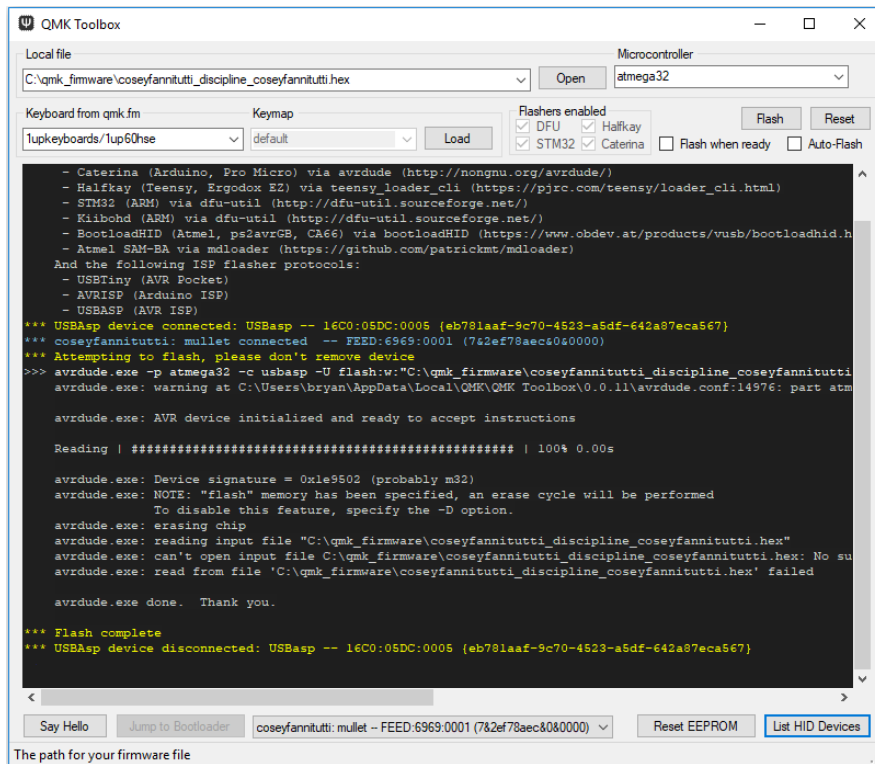 QMK Toolbox
Local file
Microcontroller
C:\qmk_firmware\coseyfannitutti_discipline_coseyfannitutti.hex
Open
atmega32
Keyboard from qmk.fm
Keymap
Flashers enabled
DFU
Halfkay
STM32
Caterina
Flash
Reset
1upkeyboards/1up60hse
default
Load
Flash when ready
Auto-Flash
- Caterina (Arduino, Pro Micro) via avrdude (http://nongnu.org/avrdude/)
- Halfkay (Teensy, Ergodox EZ) via teensy_loader_cli (https://pjrc.com/teensy/loader_cli.html)
- STM32 (ARM) via dfu-util (http://dfu-util.sourceforge.net/)
- Kiibohd (ARM) via dfu-util (http://dfu-util.sourceforge.net/)
- BootloadHID (Atmel, ps2avrGB, CA66) via bootloadHID (https://www.obdev.at/products/vusb/bootloadhid.h
- Atmel SAM-BA via mdloader (https://github.com/patrickmt/mdloader)
And the following ISP flasher protocols:
- USBTiny (AVR Pocket)
- AVRISP (Arduino ISP)
- USBASP (AVR ISP)
*** USBAsp device connected: USBasp -- 16C0:05DC:0005 {eb781aaf-9c70-4523-a5df-642a87eca567}
*** coseyfannitutti: mullet connected  -- FEED:6969:0001 (7&2ef78aec&0&0000)
*** Attempting to flash, please don't remove device
>>> avrdude.exe -p atmega32 -c usbasp -U flash:w:"C:\qmk_firmware\coseyfannitutti_discipline_coseyfannitutti
avrdude.exe: warning at C:\Users\bryan\AppData\Local\QMK\QMK Toolbox\0.0.11\avrdude.conf:14976: part atm
avrdude.exe: AVR device initialized and ready to accept instructions
Reading | ################################################## | 100% 0.00s
avrdude.exe: Device signature = 0x1e9502 (probably m32)
avrdude.exe: NOTE: "flash" memory has been specified, an erase cycle will be performed
To disable this feature, specify the -D option.
avrdude.exe: erasing chip
avrdude.exe: reading input file "C:\qmk_firmware\coseyfannitutti_discipline_coseyfannitutti.hex"
avrdude.exe: can't open input file C:\qmk_firmware\coseyfannitutti_discipline_coseyfannitutti.hex: No su
avrdude.exe: read from file 'C:\qmk_firmware\coseyfannitutti_discipline_coseyfannitutti.hex' failed
avrdude.exe done.  Thank you.
*** Flash complete
*** USBAsp device disconnected: USBasp -- 16C0:05DC:0005 {eb781aaf-9c70-4523-a5df-642a87eca567}
Say Hello
Jump to Bootloader
coseyfannitutti: mullet -- FEED:6969:0001 (7&2ef78aec&0&0000)
Reset EEPROM
List HID Devices
The path for your firmware file